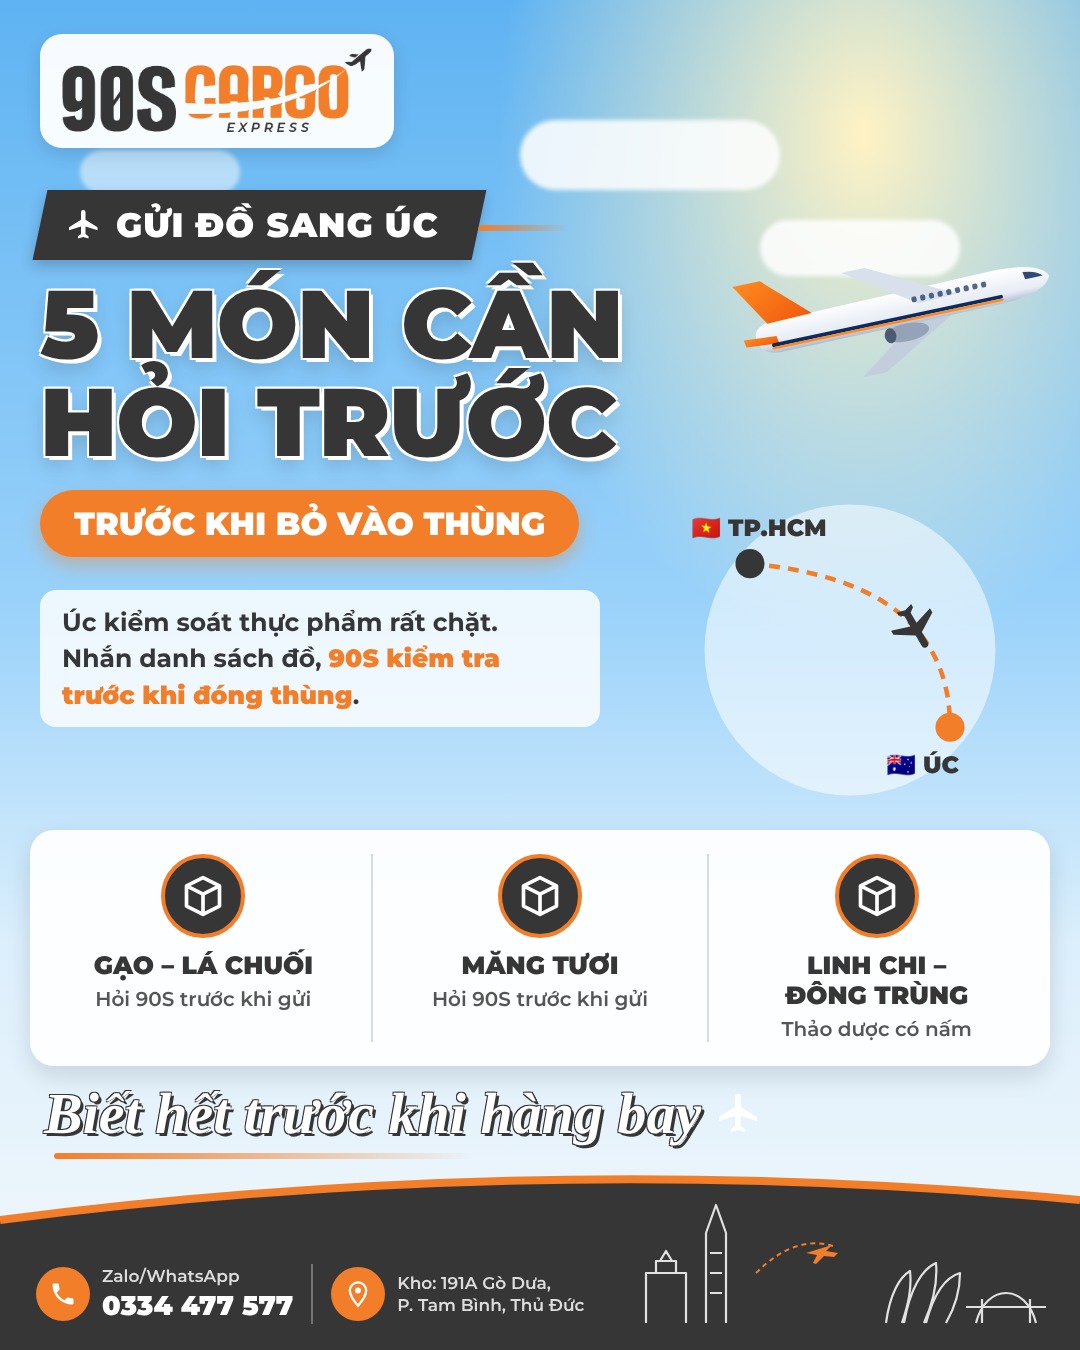 90S CARGO
EXPRESS
GỬI ĐỒ SANG ÚC
5 MÓN CẦN
HỎI TRƯỚC
TRƯỚC KHI BỎ VÀO THÙNG
Úc kiểm soát thực phẩm rất chặt.
Nhắn danh sách đồ, 90S kiểm tra
trước khi đóng thùng.
TP.HCM
ÚC
GẠO – LÁ CHUỐI
Hỏi 90S trước khi gửi
MĂNG TƯƠI
Hỏi 90S trước khi gửi
LINH CHI –
ĐÔNG TRÙNG
Thảo dược có nấm
Biết hết trước khi hàng bay
Zalo/WhatsApp
0334 477 577
Kho: 191A Gò Dưa,
P. Tam Bình, Thủ Đức